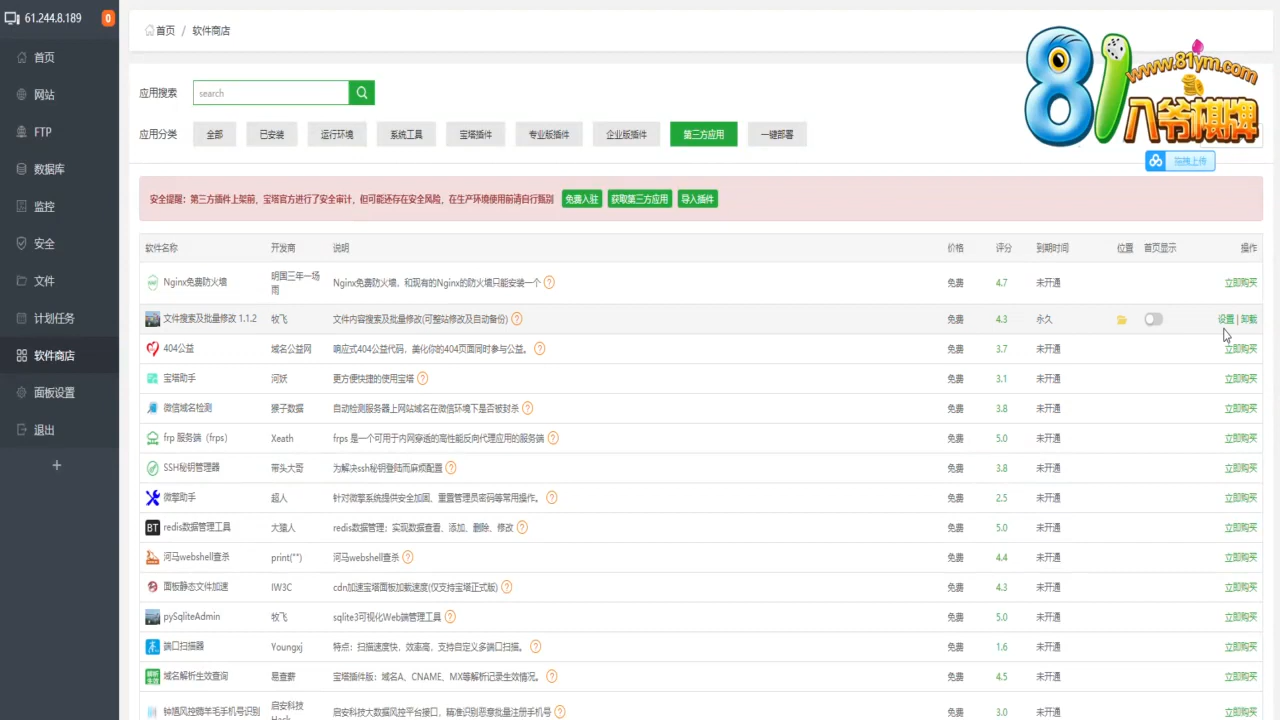 61.244.8.189 0
首页
网站
FTP
数据库
监控
安全
文件
计划任务
软件商店
面板设置
退出
+
首页 / 软件商店
81
www.81ym.com
八爷棋牌
拖拽上传
应用搜索 search
应用分类 全部 已安装 运行环境 系统工具 宝塔插件 专业版插件 企业版插件 第三方应用 一键部署
安全提醒：第三方插件上架前，宝塔官方进行了安全审计，但可能还存在安全风险，在生产环境使用前请自行甄别 免费入驻 获取第三方应用 导入插件
软件名称 开发商 说明 价格 评分 到期时间 位置 首页显示 操作
Nginx免费防火墙 明国三年一场雨 Nginx免费防火墙、和现有的Nginx的防火墙只能安装一个 ? 免费 4.7 未开通 立即购买
文件搜索及批量修改 1.1.2 牧飞 文件内容搜索及批量修改(可整站修改及自动备份) ? 免费 4.3 永久 设置 | 卸载
404公益 域名公益网 响应式404公益代码，美化你的404页面同时参与公益。 ? 免费 3.7 未开通 立即购买
宝塔助手 河妖 更方便快捷的使用宝塔 ? 免费 3.1 未开通 立即购买
微信域名检测 猴子数据 自动检测服务器上网站域名在微信环境下是否被封杀 ? 免费 3.8 未开通 立即购买
frp 服务端（frps） Xeath frps 是一个可用于内网穿透的高性能反向代理应用的服务端 ? 免费 5.0 未开通 立即购买
SSH秘钥管理器 带头大哥 为解决ssh秘钥登陆而麻烦配置 ? 免费 3.8 未开通 立即购买
微擎助手 超人 针对微擎系统提供安全加固、重置管理员密码等常用操作。 ? 免费 2.5 未开通 立即购买
BT redis数据管理工具 大猿人 redis数据管理；实现数据查看、添加、删除、修改 ? 免费 5.0 未开通 立即购买
河马webshell查杀 print("") 河马webshell查杀 ? 免费 4.4 未开通 立即购买
面板静态文件加速 IW3C cdn加速宝塔面板加载速度(仅支持宝塔正式版) ? 免费 4.3 未开通 立即购买
pySqliteAdmin 牧飞 sqlite3可视化Web端管理工具 ? 免费 5.0 未开通 立即购买
端口扫描器 Youngxj 特点：扫描速度快、效率高、支持自定义多端口扫描。 ? 免费 1.6 未开通 立即购买
域名解析生效查询 易查薪 宝塔插件版：域名A、CNAME、MX等解析记录生效情况。 ? 免费 4.5 未开通 立即购买
钟馗风控薅羊毛手机号识别 启安科技 启安科技大数据风控平台接口，精准识别恶意批量注册手机号 ? 免费 3.0 未开通 立即购买